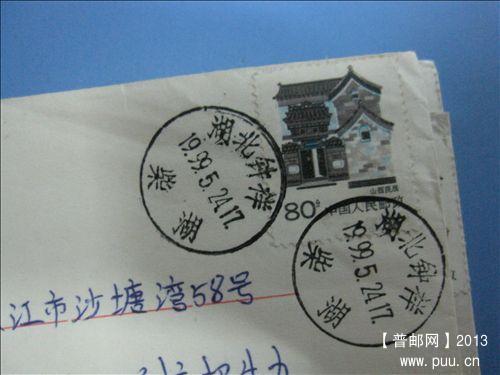 山西民居
80分
中国人民邮政
湖北钟祥
1999.5.24.17.
柴湖
湖北钟祥
1999.5.24.17.
柴湖
江市沙塘湾58号
【普邮网】2013
www.puu.cn